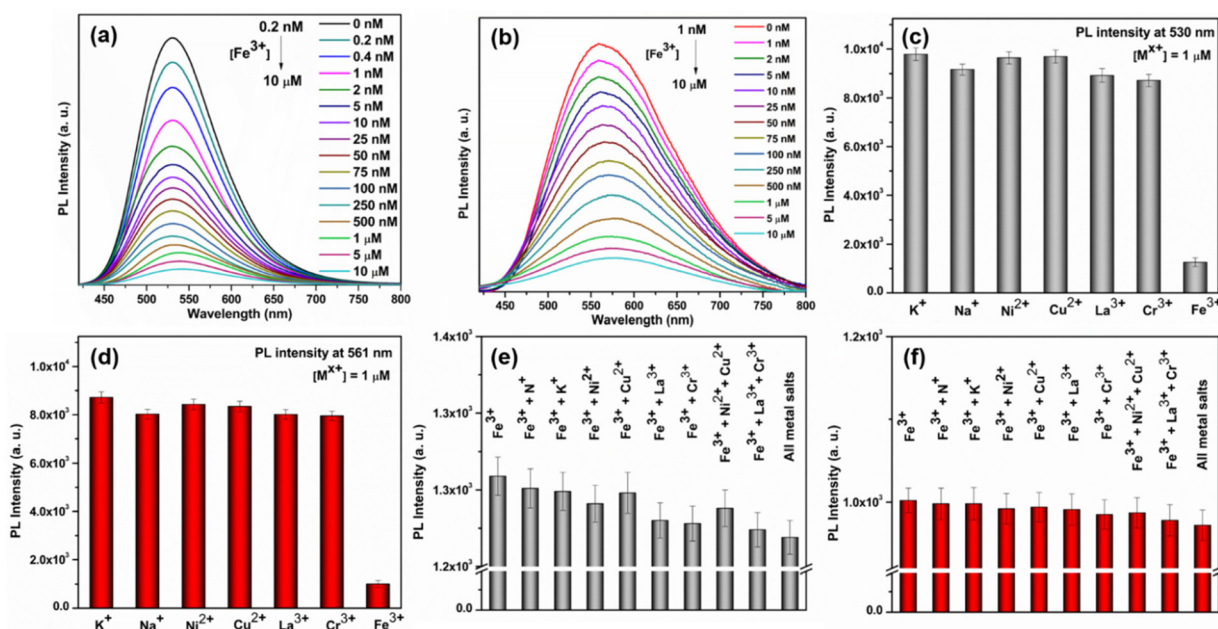 (a)
0.2 nM
[Fe³⁺]
10 μM
0 nM
0.2 nM
0.4 nM
1 nM
2 nM
5 nM
10 nM
25 nM
50 nM
75 nM
100 nM
250 nM
500 nM
1 μM
5 μM
10 μM
PL Intensity (a. u.)
450 500 550 600 650 700 750 800
Wavelength (nm)
(b)
1 nM
[Fe³⁺]
10 μM
0 nM
1 nM
2 nM
5 nM
10 nM
25 nM
50 nM
75 nM
100 nM
250 nM
500 nM
1 μM
5 μM
10 μM
PL Intensity (a. u.)
450 500 550 600 650 700 750 800
Wavelength (nm)
(c)
PL intensity at 530 nm
[Mˣ⁺] = 1 μM
PL Intensity (a. u.)
1.0x10⁴
8.0x10³
6.0x10³
4.0x10³
2.0x10³
0.0
K⁺ Na⁺ Ni²⁺ Cu²⁺ La³⁺ Cr³⁺ Fe³⁺
(d)
PL intensity at 561 nm
[Mˣ⁺] = 1 μM
PL Intensity (a. u.)
1.0x10⁴
8.0x10³
6.0x10³
4.0x10³
2.0x10³
0.0
K⁺ Na⁺ Ni²⁺ Cu²⁺ La³⁺ Cr³⁺ Fe³⁺
(e)
PL Intensity (a. u.)
1.4x10³
1.3x10³
1.3x10³
1.2x10³
0.0
Fe³⁺
Fe³⁺ + N⁺
Fe³⁺ + K⁺
Fe³⁺ + Ni²⁺
Fe³⁺ + Cu²⁺
Fe³⁺ + La³⁺
Fe³⁺ + Cr³⁺
Fe³⁺ + Ni²⁺ + Cu²⁺
Fe³⁺ + La³⁺ + Cr³⁺
All metal salts
(f)
PL Intensity (a. u.)
1.2x10³
1.0x10³
0.0
Fe³⁺
Fe³⁺ + N⁺
Fe³⁺ + K⁺
Fe³⁺ + Ni²⁺
Fe³⁺ + Cu²⁺
Fe³⁺ + La³⁺
Fe³⁺ + Cr³⁺
Fe³⁺ + Ni²⁺ + Cu²⁺
Fe³⁺ + La³⁺ + Cr³⁺
All metal salts